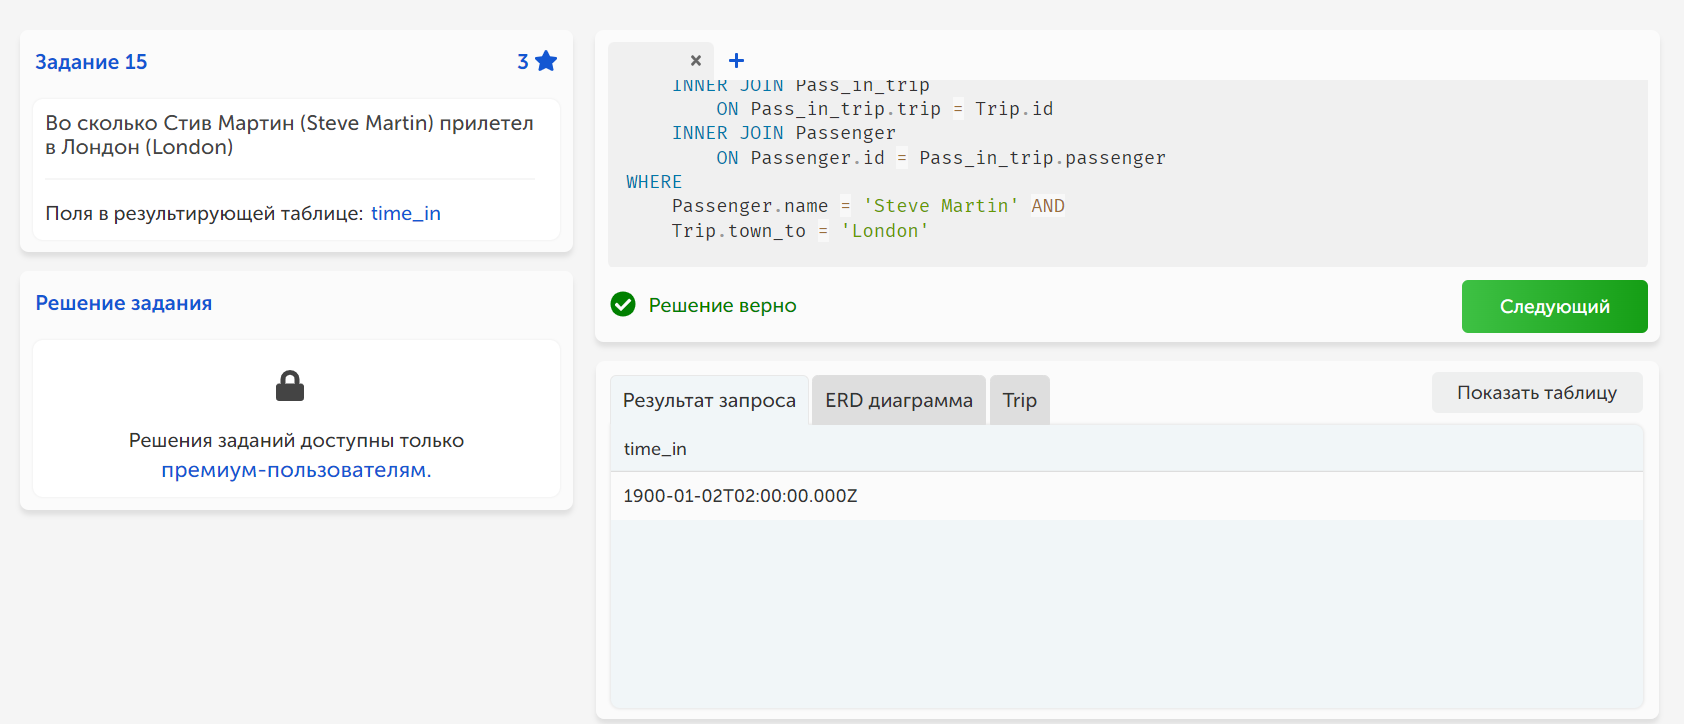 Задание 15
3
Во сколько Стив Мартин (Steve Martin) прилетел
в Лондон (London)
Поля в результирующей таблице: time_in
Решение задания
Решения заданий доступны только
премиум-пользователям.
INNER JOIN Pass_in_trip
ON Pass_in_trip.trip = Trip.id
INNER JOIN Passenger
ON Passenger.id = Pass_in_trip.passenger
WHERE
Passenger.name = 'Steve Martin' AND
Trip.town_to = 'London'
Решение верно
Следующий
Результат запроса
ERD диаграмма
Trip
Показать таблицу
time_in
1900-01-02T02:00:00.000Z